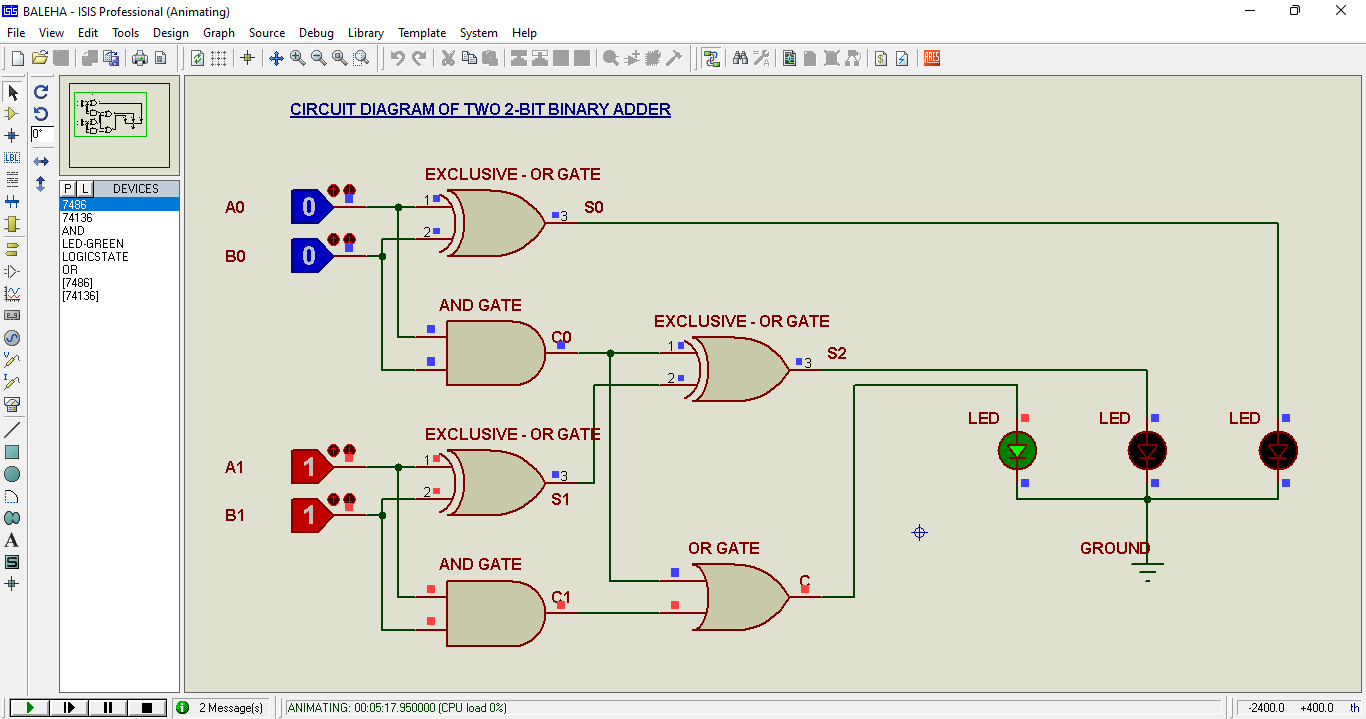 BALEHA - ISIS Professional (Animating)
File View Edit Tools Design Graph Source Debug Library Template System Help
0°
LBL
P L DEVICES
7486
74136
AND
LED-GREEN
LOGICSTATE
OR
[7486]
[74136]
CIRCUIT DIAGRAM OF TWO 2-BIT BINARY ADDER
EXCLUSIVE - OR GATE
A0 0 1 3 S0
B0 0 2
AND GATE
C0
EXCLUSIVE - OR GATE
1 3 S2
2
LED LED LED
EXCLUSIVE - OR GATE
A1 1 1 3
B1 1 2 S1
GROUND
AND GATE
C1
OR GATE
C
2 Message(s)
ANIMATING: 00:05:17.950000 (CPU load 0%)
-2400.0 +400.0 th